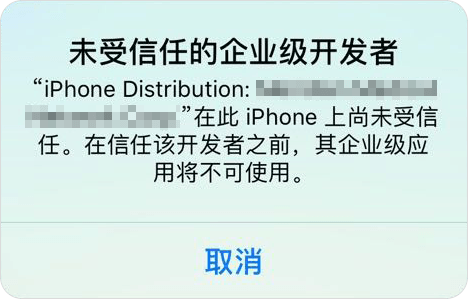 未受信任的企业级开发者
“iPhone Distribution:
”在此 iPhone 上尚未受信
任。在信任该开发者之前，其企业级应
用将不可使用。
取消